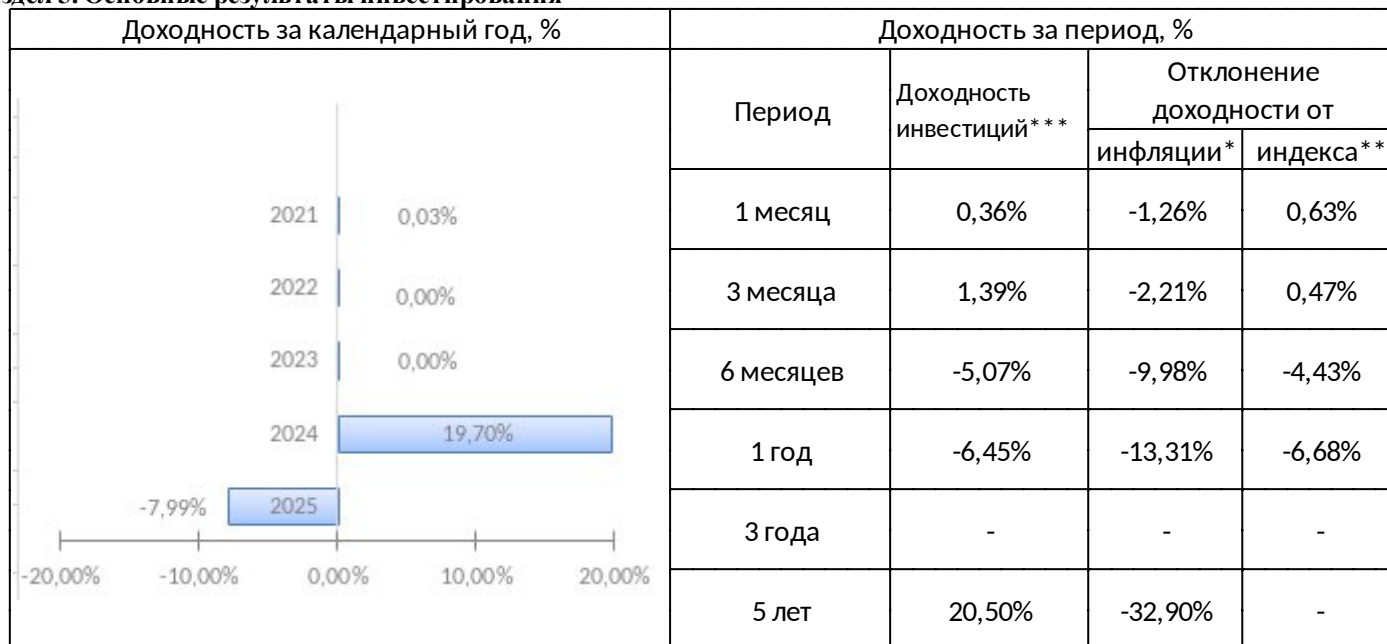 Основные результаты инвестирования
Доходность за календарный год, %
2021 0,03%
2022 0,00%
2023 0,00%
2024 19,70%
-7,99% 2025
-20,00% -10,00% 0,00% 10,00% 20,00%
Доходность за период, %
Период
Доходность
инвестиций***
Отклонение
доходности от
инфляции* индекса**
1 месяц 0,36% -1,26% 0,63%
3 месяца 1,39% -2,21% 0,47%
6 месяцев -5,07% -9,98% -4,43%
1 год -6,45% -13,31% -6,68%
3 года - - -
5 лет 20,50% -32,90% -